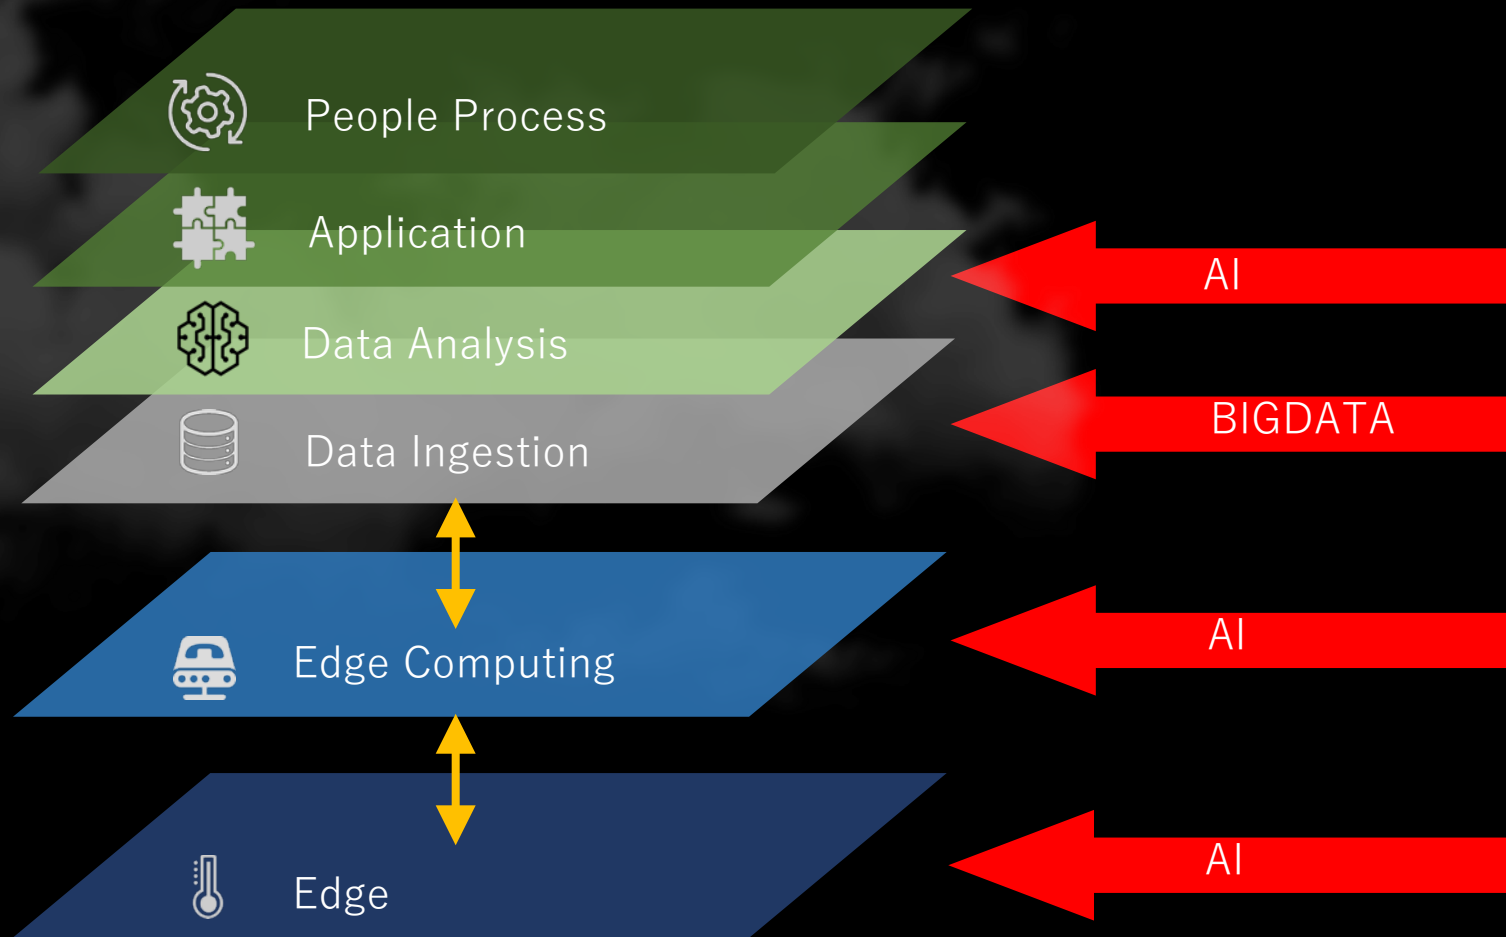 People Process
Application
AI
Data Analysis
BIGDATA
Data Ingestion
AI
Edge Computing
AI
Edge